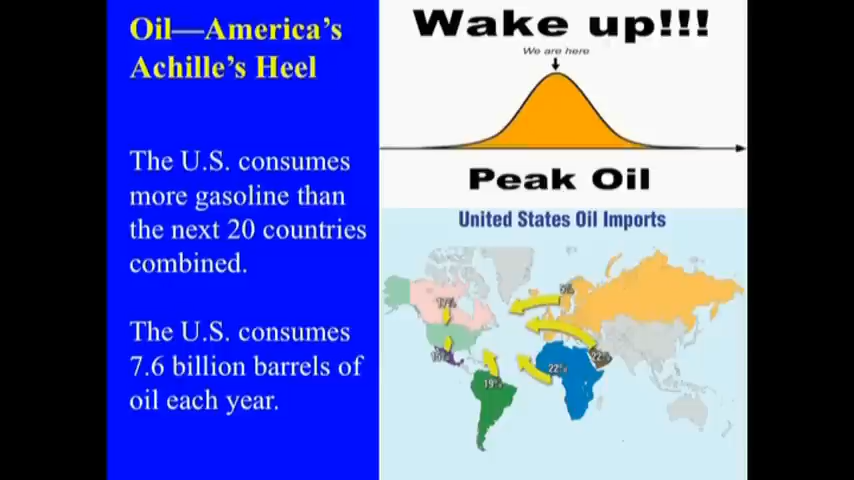 Oil—America's
Achille's Heel
The U.S. consumes
more gasoline than
the next 20 countries
combined.
The U.S. consumes
7.6 billion barrels of
oil each year.
Wake up!!!
We are here
Peak Oil
United States Oil Imports
19%
22%
22%